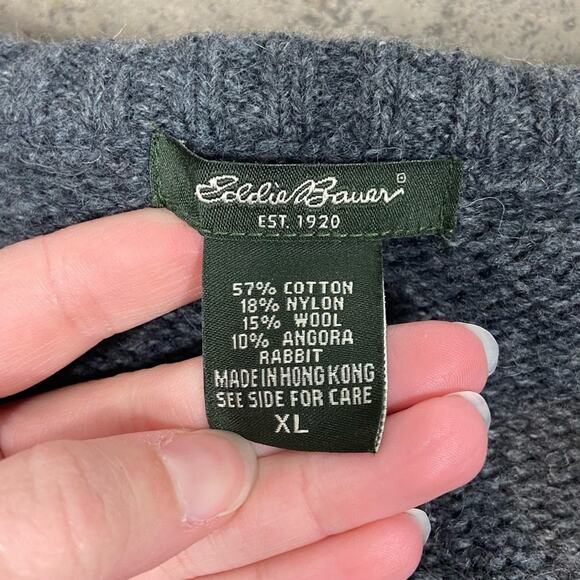 Eddie Bauer
EST. 1920
57% COTTON
18% NYLON
15% WOOL
10% ANGORA
RABBIT
MADE IN HONG KONG
SEE SIDE FOR CARE
XL